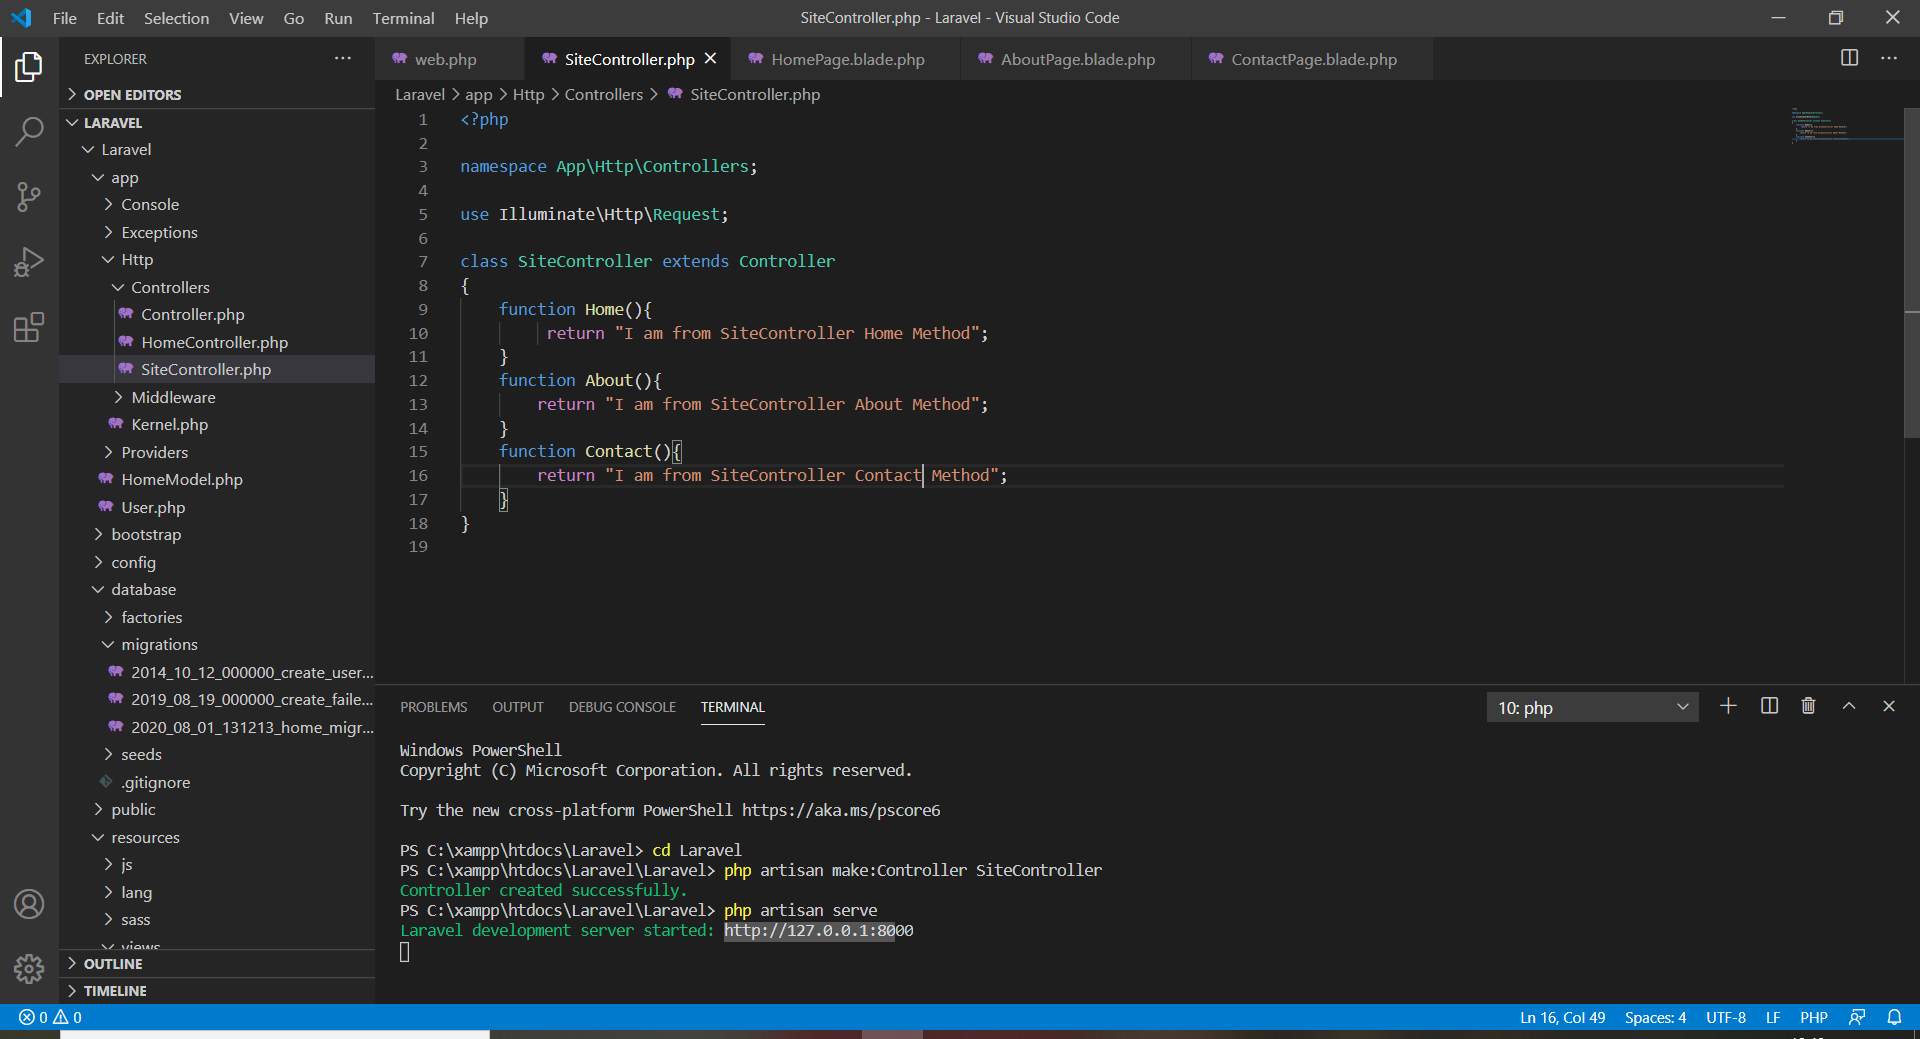 File Edit Selection View Go Run Terminal Help
SiteController.php - Laravel - Visual Studio Code
EXPLORER
OPEN EDITORS
LARAVEL
Laravel
app
Console
Exceptions
Http
Controllers
Controller.php
HomeController.php
SiteController.php
Middleware
Kernel.php
Providers
HomeModel.php
User.php
bootstrap
config
database
factories
migrations
2014_10_12_000000_create_user...
2019_08_19_000000_create_faile...
2020_08_01_131213_home_migr...
seeds
.gitignore
public
resources
js
lang
sass
views
OUTLINE
TIMELINE
web.php SiteController.php HomePage.blade.php AboutPage.blade.php ContactPage.blade.php
Laravel > app > Http > Controllers > SiteController.php
1 <?php
2
3 namespace App\Http\Controllers;
4
5 use Illuminate\Http\Request;
6
7 class SiteController extends Controller
8 {
9 function Home(){
10 return "I am from SiteController Home Method";
11 }
12 function About(){
13 return "I am from SiteController About Method";
14 }
15 function Contact(){
16 return "I am from SiteController Contact Method";
17 }
18 }
19
PROBLEMS OUTPUT DEBUG CONSOLE TERMINAL
10: php
Windows PowerShell
Copyright (C) Microsoft Corporation. All rights reserved.
Try the new cross-platform PowerShell https://aka.ms/pscore6
PS C:\xampp\htdocs\Laravel> cd Laravel
PS C:\xampp\htdocs\Laravel\Laravel> php artisan make:Controller SiteController
Controller created successfully.
PS C:\xampp\htdocs\Laravel\Laravel> php artisan serve
Laravel development server started: http://127.0.0.1:8000
0 0
Ln 16, Col 49 Spaces: 4 UTF-8 LF PHP